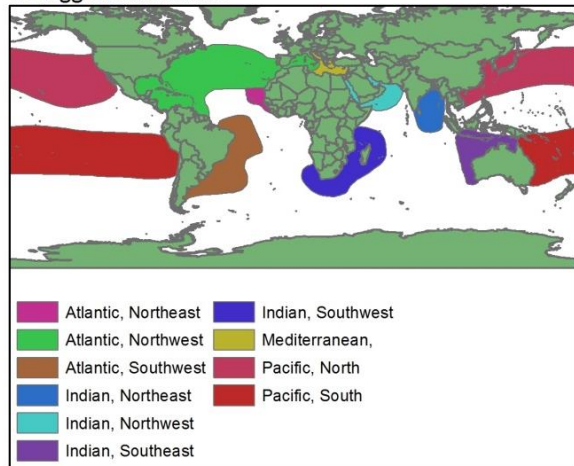 Atlantic, Northeast
Atlantic, Northwest
Atlantic, Southwest
Indian, Northeast
Indian, Northwest
Indian, Southeast
Indian, Southwest
Mediterranean,
Pacific, North
Pacific, South